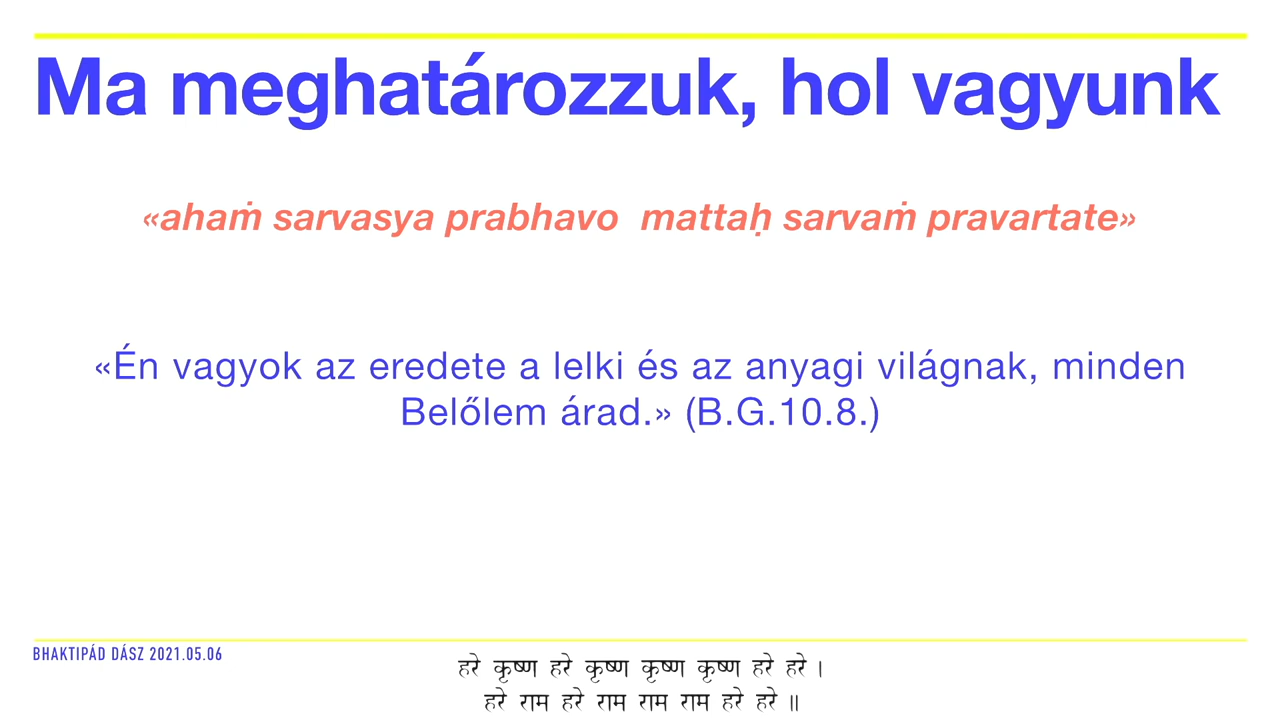 Ma meghatározzuk, hol vagyunk
«ahaṁ sarvasya prabhavo mattaḥ sarvaṁ pravartate»
«Én vagyok az eredete a lelki és az anyagi világnak, minden
Belőlem árad.» (B.G.10.8.)
BHAKTIPÁD DÁSZ 2021.05.06
हरे कृष्ण हरे कृष्ण कृष्ण कृष्ण हरे हरे ।
हरे राम हरे राम राम राम हरे हरे ॥